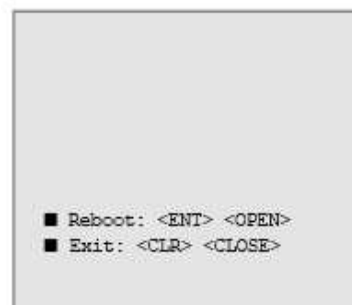 ■ Reboot: <ENT> <OPEN>
■ Exit: <CLR> <CLOSE>